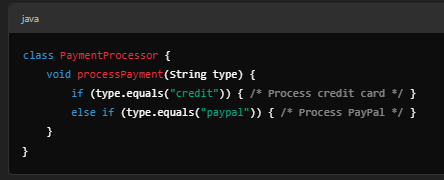 java
class PaymentProcessor {
    void processPayment(String type) {
        if (type.equals("credit")) { /* Process credit card */ }
        else if (type.equals("paypal")) { /* Process PayPal */ }
    }
}